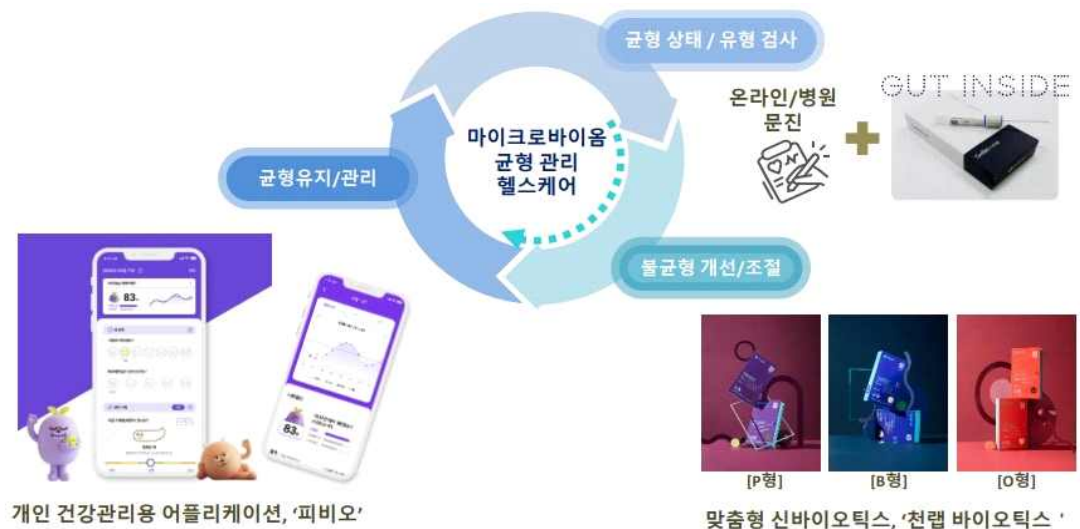 균형 상태 / 유형 검사
GUT INSIDE
온라인/병원
문진
마이크로바이옴
균형 관리
헬스케어
균형유지/관리
불균형 개선/조절
83
83
[P형]
[B형]
[O형]
개인 건강관리용 어플리케이션, ‘피비오’
맞춤형 신바이오틱스, ‘천랩 바이오틱스 ’